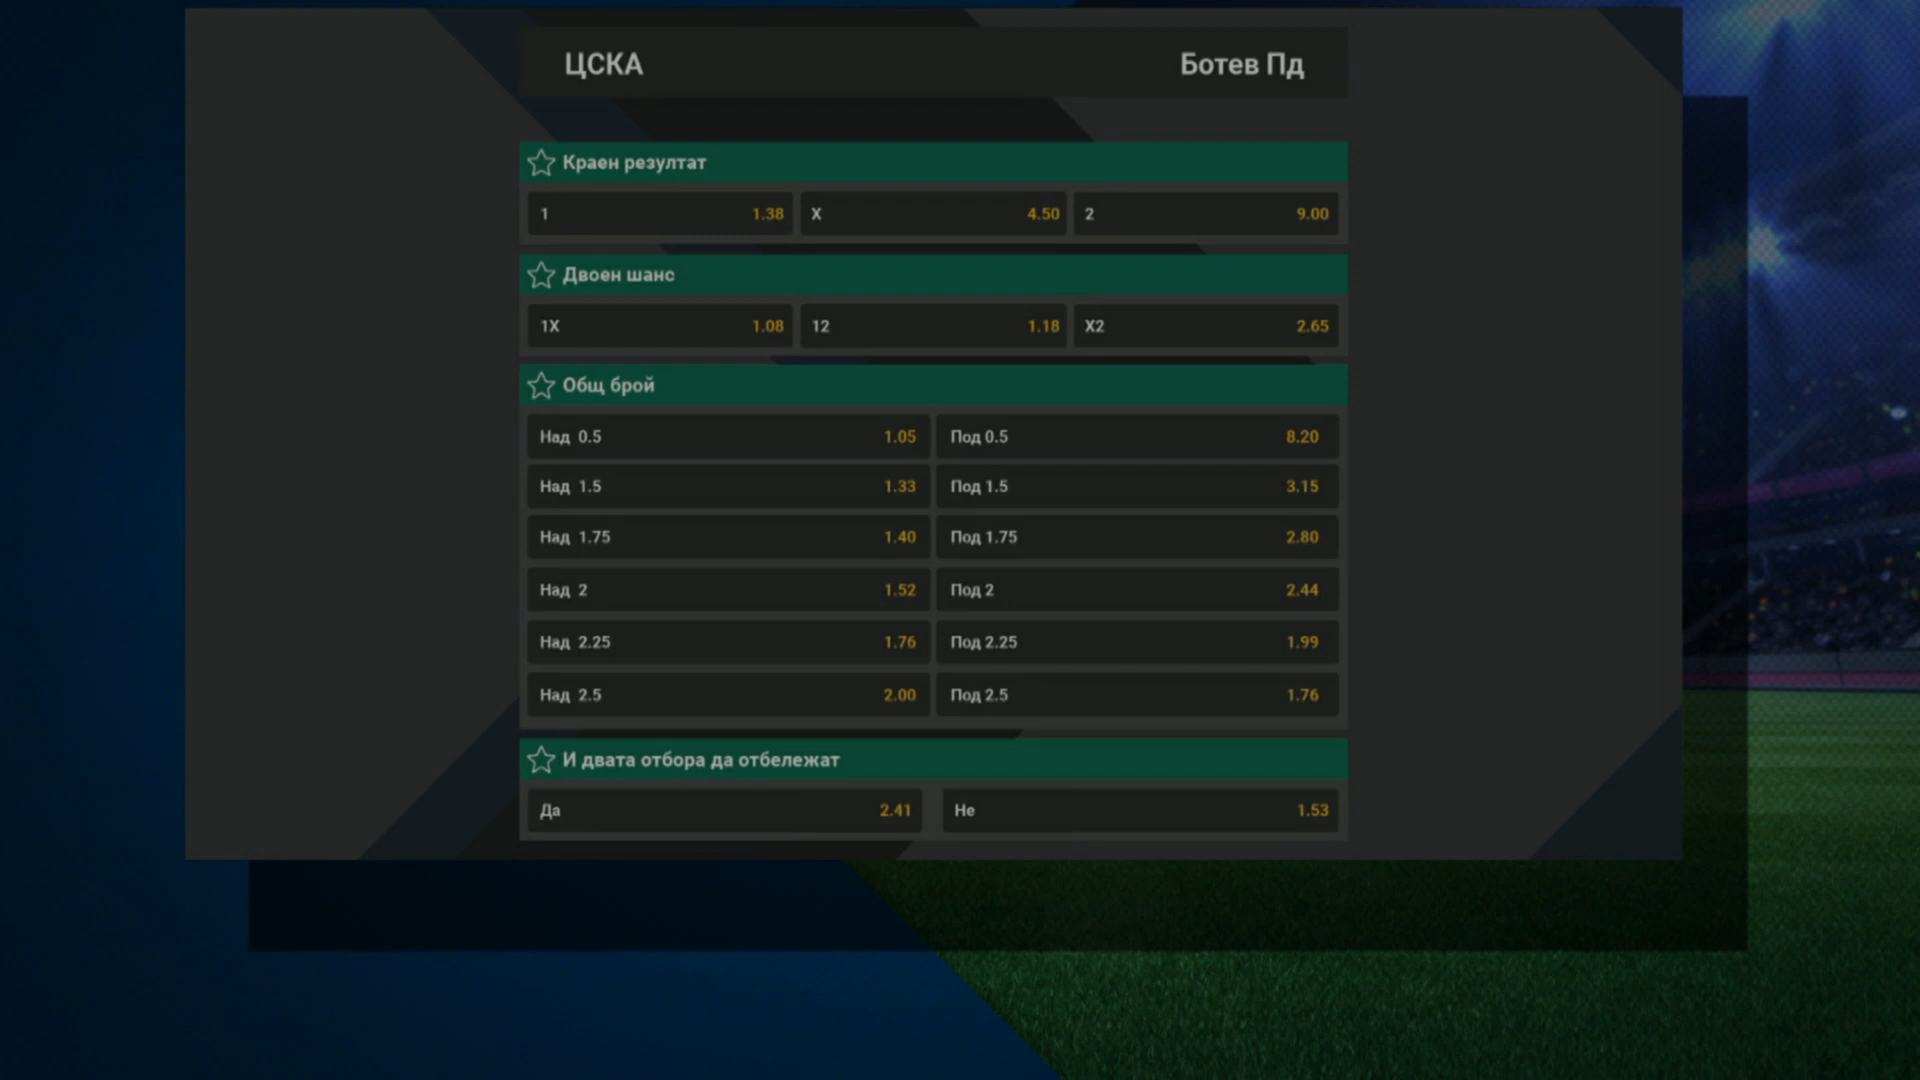 ЦСКА Ботев Пд
Краен резултат
1 1.38 X 4.50 2 9.00
Двоен шанс
1X 1.08 12 1.18 X2 2.65
Общ брой
Над 0.5 1.05 Под 0.5 8.20
Над 1.5 1.33 Под 1.5 3.15
Над 1.75 1.40 Под 1.75 2.80
Над 2 1.52 Под 2 2.44
Над 2.25 1.76 Под 2.25 1.99
Над 2.5 2.00 Под 2.5 1.76
И двата отбора да отбележат
Да 2.41 Не 1.53